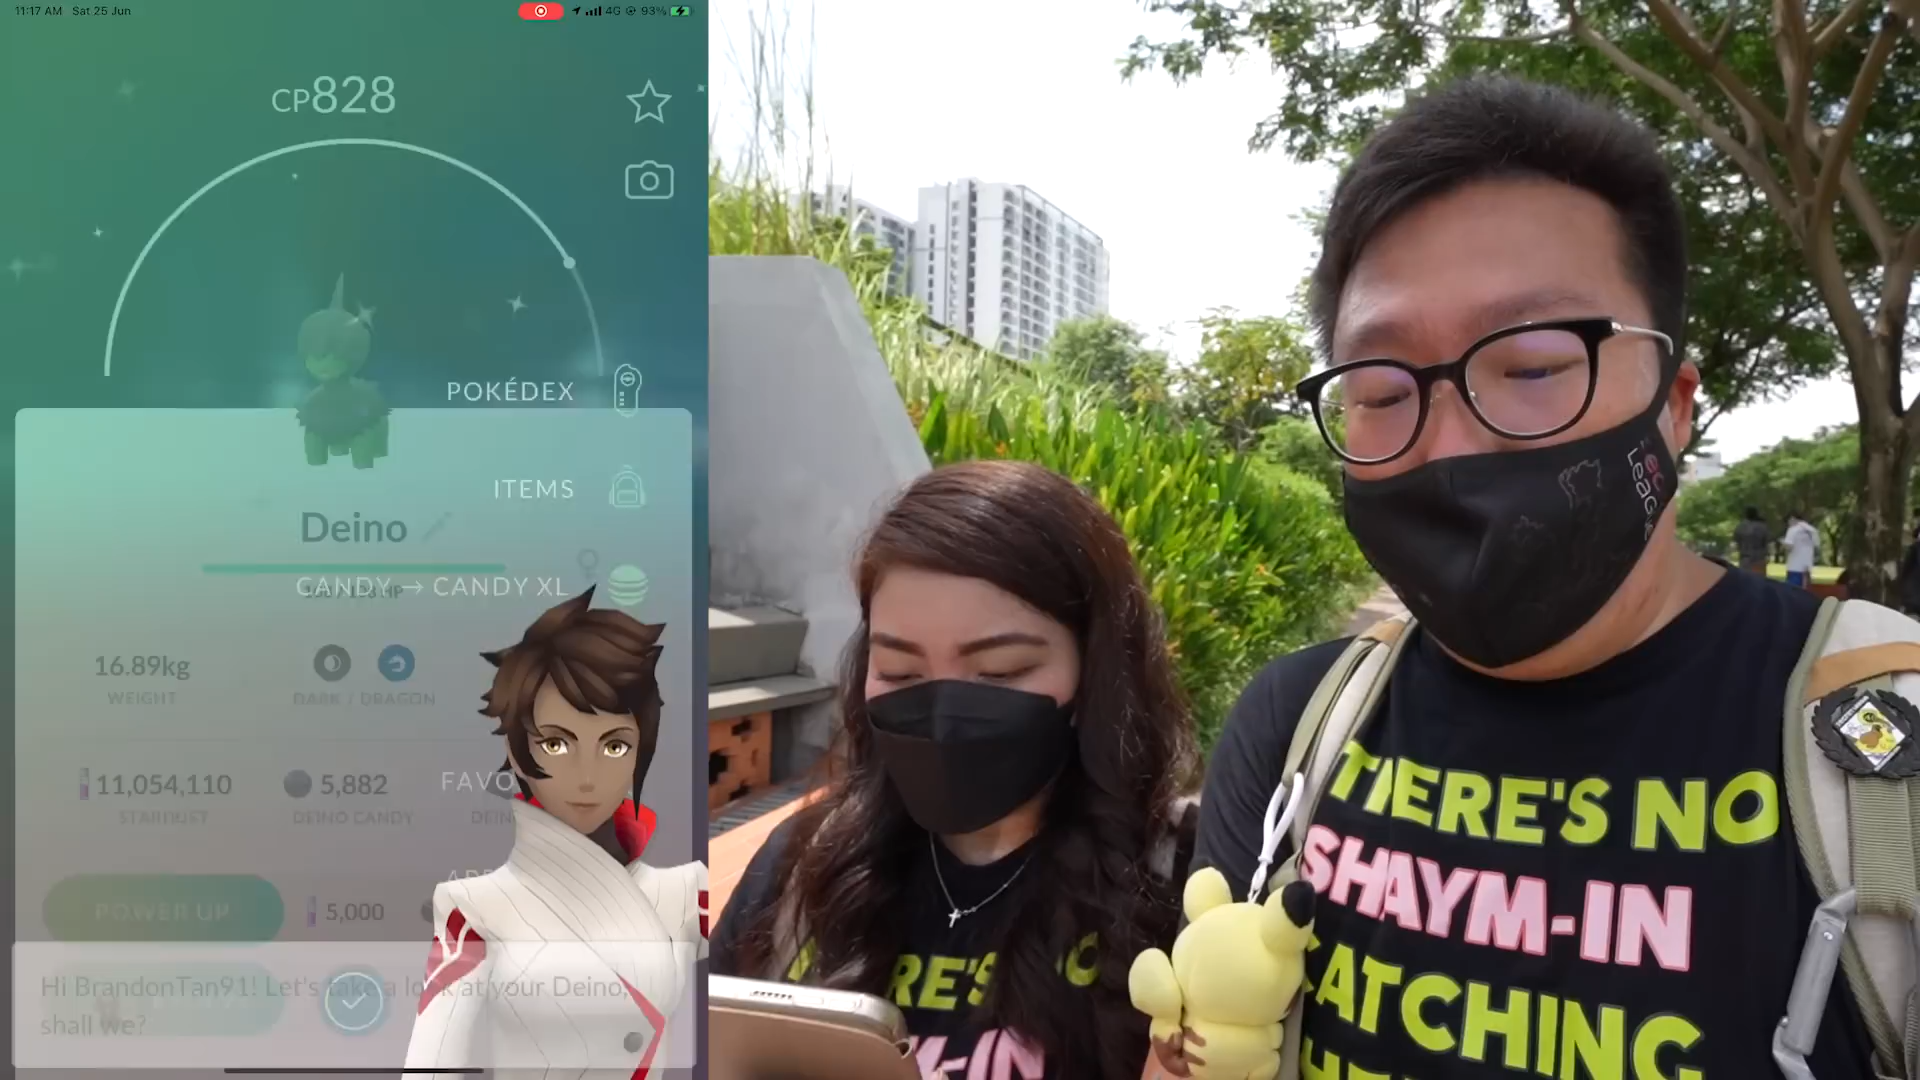 11:17 AM Sat 25 Jun
4G 93%
CP828
POKÉDEX
ITEMS
Deino
CANDY → CANDY XL
16.89kg
WEIGHT
DARK / DRAGON
11,054,110
STARDUST
5,882
DEINO CANDY
DEIN
FAVO
POWER UP
5,000
Hi BrandonTan91! Let's take a look at your Deino,
shall we?
THERE'S NO
SHAYM-IN
CATCHING